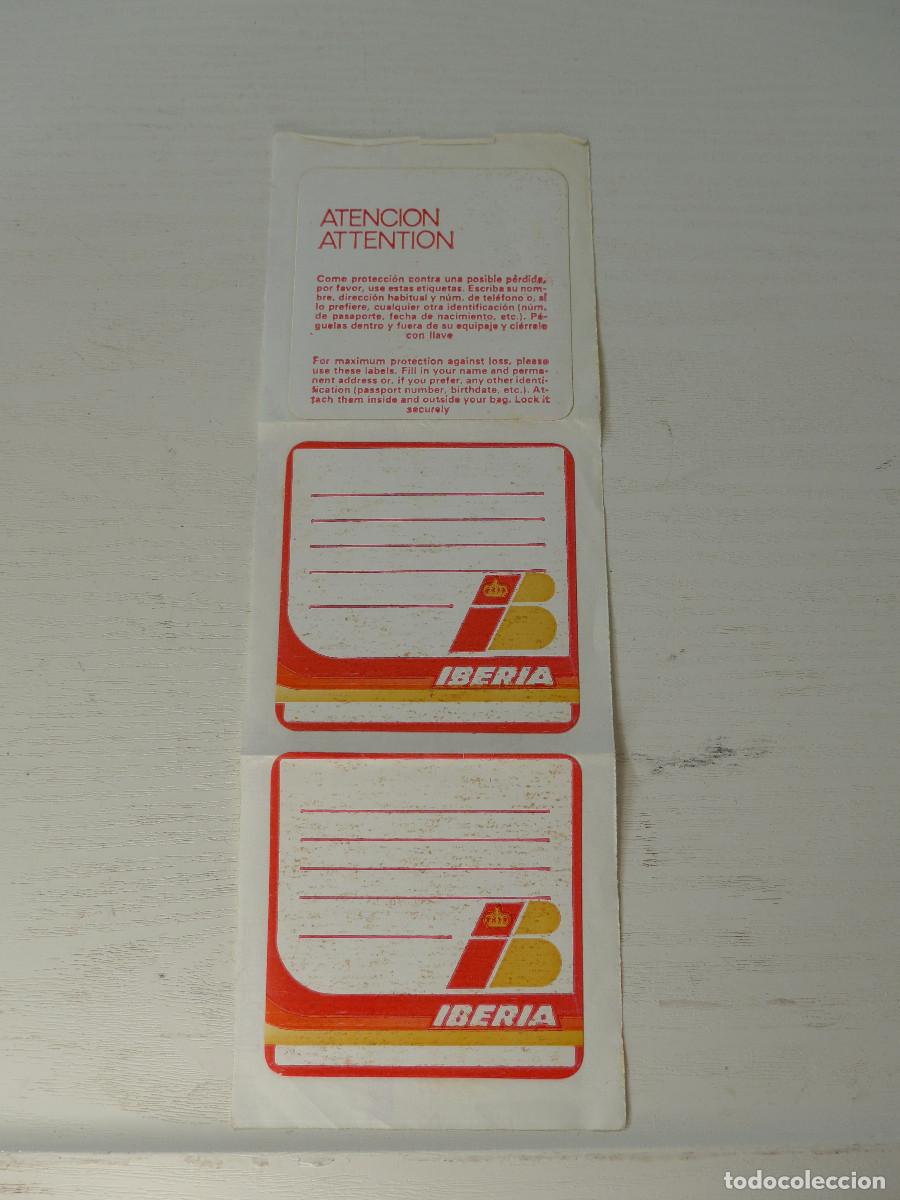 ATENCION
ATTENTION
Como protección contra una posible pérdida,
por favor, use estas etiquetas. Escriba su nom-
bre, dirección habitual y núm. de teléfono o, si
lo prefiere, cualquier otra identificación (núm.
de pasaporte, fecha de nacimiento, etc.). Pé-
guelas dentro y fuera de su equipaje y ciérrele
con llave
For maximum protection against loss, please
use these labels. Fill in your name and perma-
nent address or, if you prefer, any other identi-
fication (passport number, birthdate, etc.). At-
tach them inside and outside your bag. Lock it
securely
IB
IBERIA
IB
IBERIA
todocoleccion